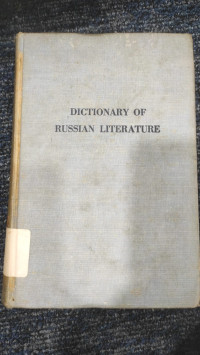 DICTIONARY OF
RUSSIAN LITERATURE